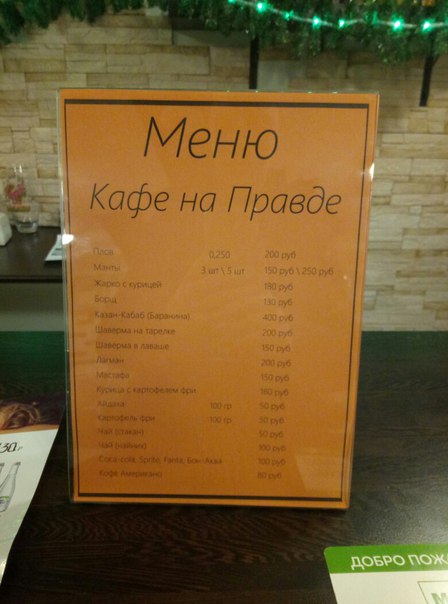 Меню
Кафе на Правде
Плов 0,250 200 руб
Манты 3 шт \ 5 шт 150 руб \ 250 руб
Жарко с курицей 180 руб
Борщ 130 руб
Казан-Кабаб (Баранина) 400 руб
Шаверма на тарелке 200 руб
Шаверма в лаваше 150 руб
Лагман 200 руб
Мастафа 150 руб
Курица с картофелем фри 180 руб
Айдаха 100 гр 50 руб
Картофель фри 100 гр 50 руб
Чай (стакан) 50 руб
Чай (чайник) 100 руб
Coca-cola, Sprite, Fanta, Бон-Аква 100 руб
Кофе Американо 80 руб
ДОБРО ПОЖ